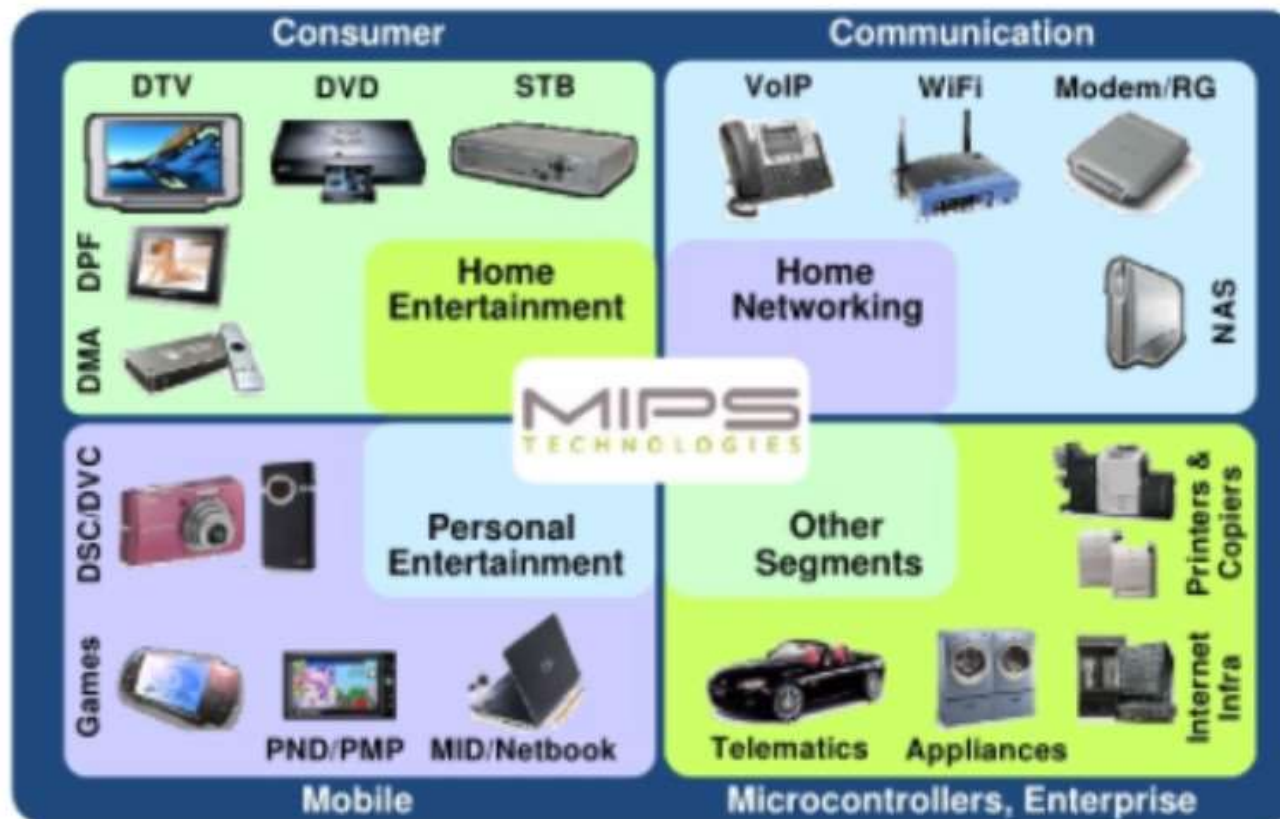 Consumer
Communication
DTV
DVD
STB
VoIP
WiFi
Modem/RG
DPF
DMA
Home
Entertainment
Home
Networking
NAS
MIPS
TECHNOLOGIES
DSC/DVC
Personal
Entertainment
Other
Segments
Printers &
Copiers
Games
PND/PMP
MID/Netbook
Telematics
Appliances
Internet
Infra
Mobile
Microcontrollers, Enterprise